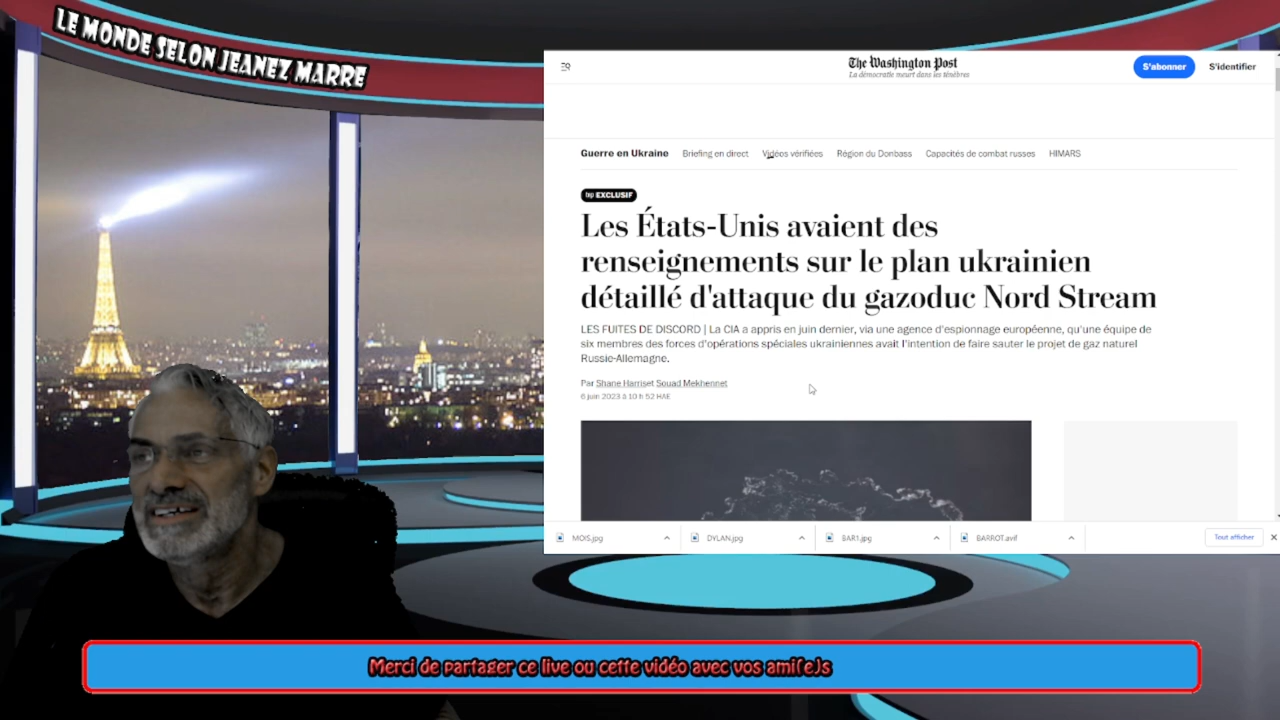 LE MONDE SELON JEANEZ MARRE
The Washington Post
La démocratie meurt dans les ténèbres
S'abonner
S'identifier
Guerre en Ukraine
Briefing en direct
Vidéos vérifiées
Région du Donbass
Capacités de combat russes
HIMARS
EXCLUSIF
Les États-Unis avaient des
renseignements sur le plan ukrainien
détaillé d'attaque du gazoduc Nord Stream
LES FUITES DE DISCORD | La CIA a appris en juin dernier, via une agence d'espionnage européenne, qu'une équipe de
six membres des forces d'opérations spéciales ukrainiennes avait l'intention de faire sauter le projet de gaz naturel
Russie-Allemagne.
Par Shane Harriset Souad Mekhennet
6 juin 2023 à 10 h 52 HAE
MOIS.jpg
DYLAN.jpg
BAR1.jpg
BARROT.avif
Tout afficher
Merci de partager ce live ou cette vidéo avec vos ami(e)s